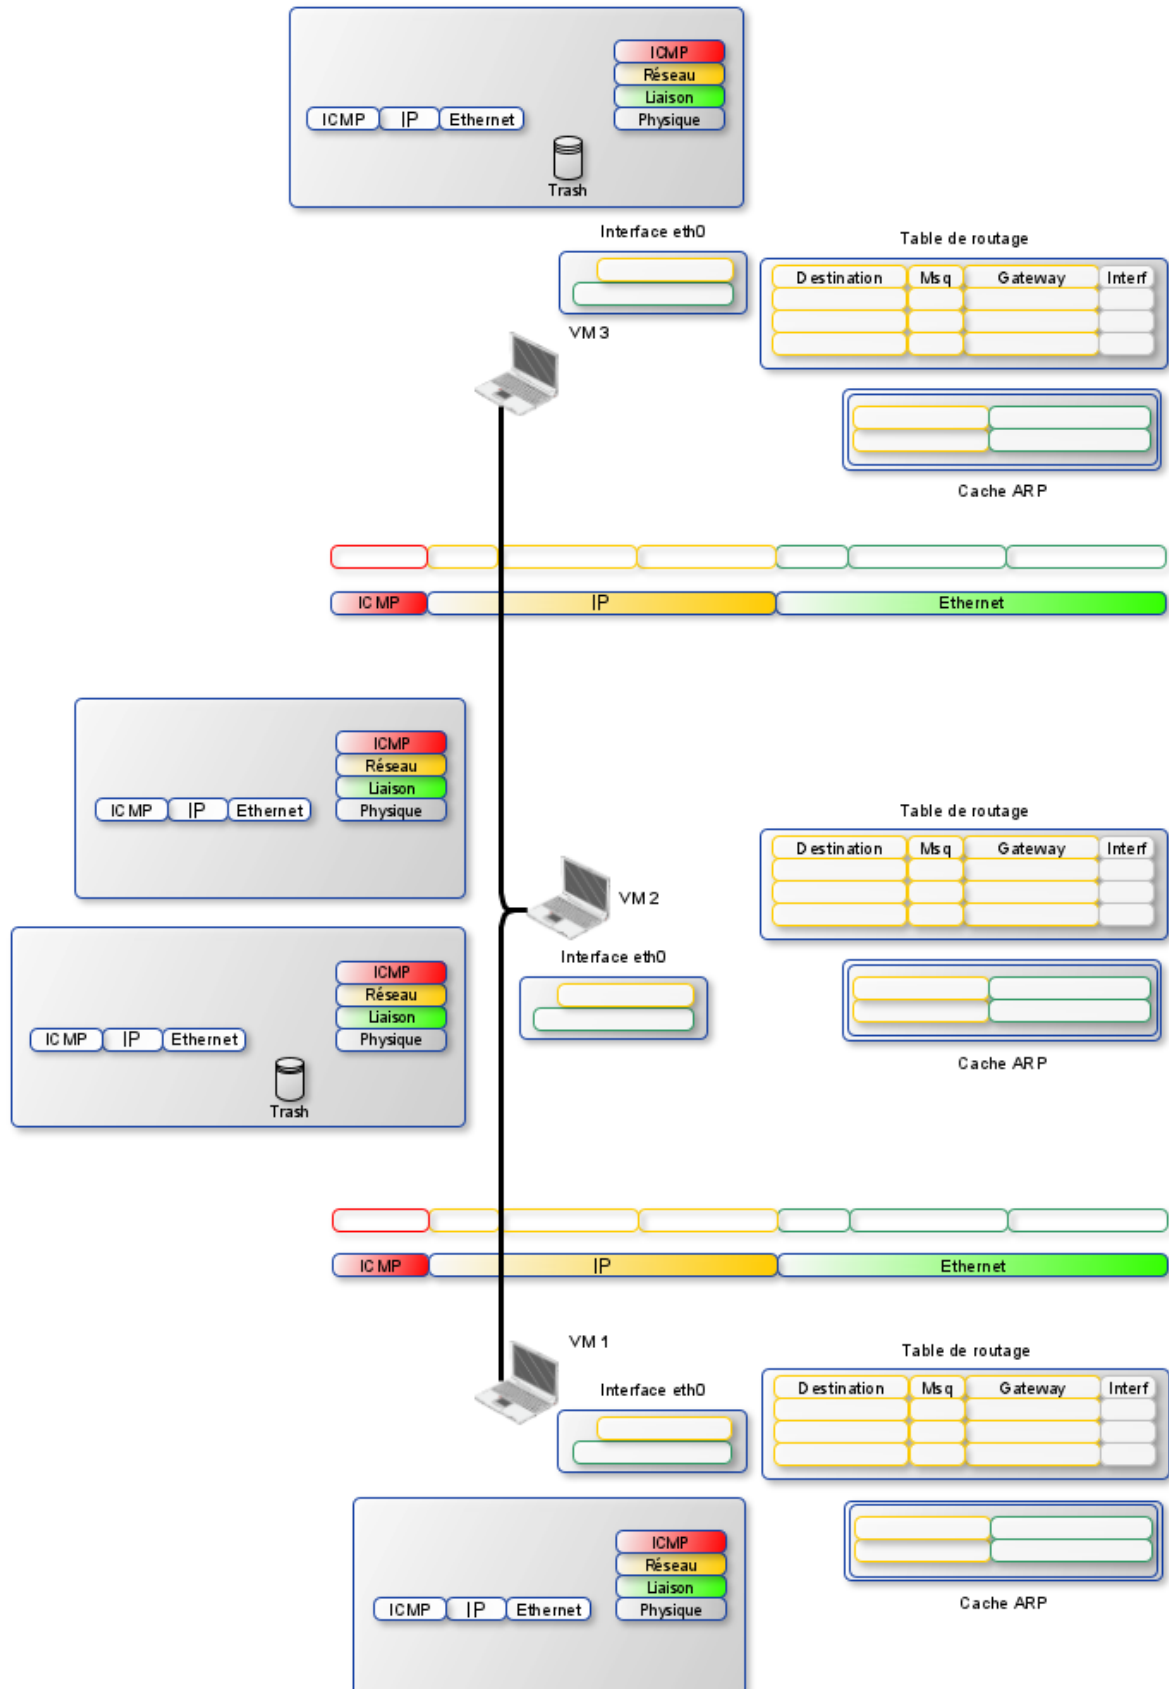 ICMP
Réseau
Liaison
ICMP IP Ethernet Physique
Trash
Interface eth0
Table de routage
Destination Msq Gateway Interf
VM 3
Cache ARP
ICMP IP Ethernet
ICMP
Réseau
Liaison
ICMP IP Ethernet Physique
Table de routage
Destination Msq Gateway Interf
VM 2
Interface eth0
ICMP
Réseau
Liaison
ICMP IP Ethernet Physique
Cache ARP
Trash
ICMP IP Ethernet
VM 1
Table de routage
Interface eth0
Destination Msq Gateway Interf
ICMP
Réseau
Liaison
ICMP IP Ethernet Physique
Cache ARP